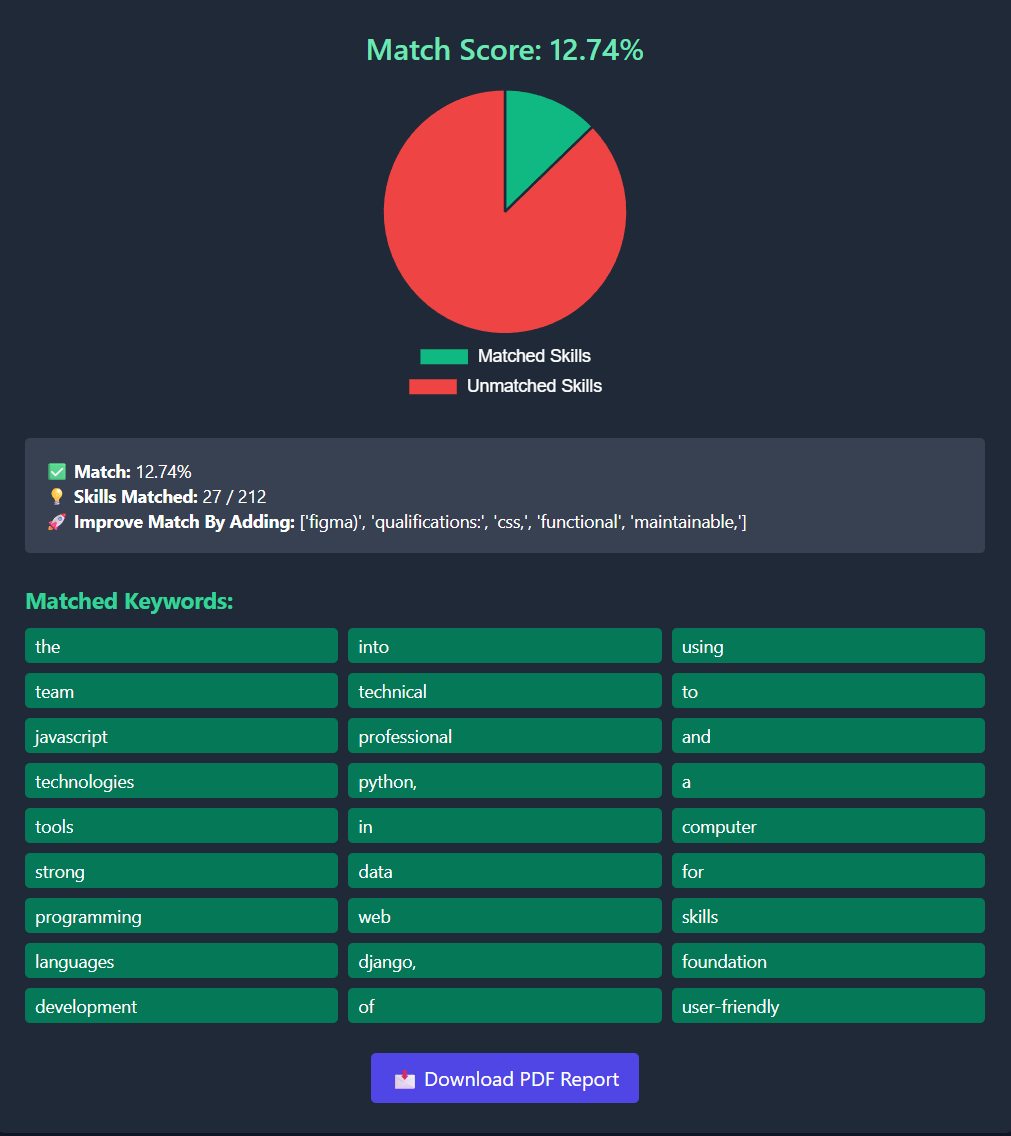 Match Score: 12.74%
Matched Skills
Unmatched Skills
✅ Match: 12.74%
💡 Skills Matched: 27 / 212
🚀 Improve Match By Adding: ['figma)', 'qualifications:', 'css,', 'functional', 'maintainable,']
Matched Keywords:
the into using
team technical to
javascript professional and
technologies python, a
tools in computer
strong data for
programming web skills
languages django, foundation
development of user-friendly
📩 Download PDF Report